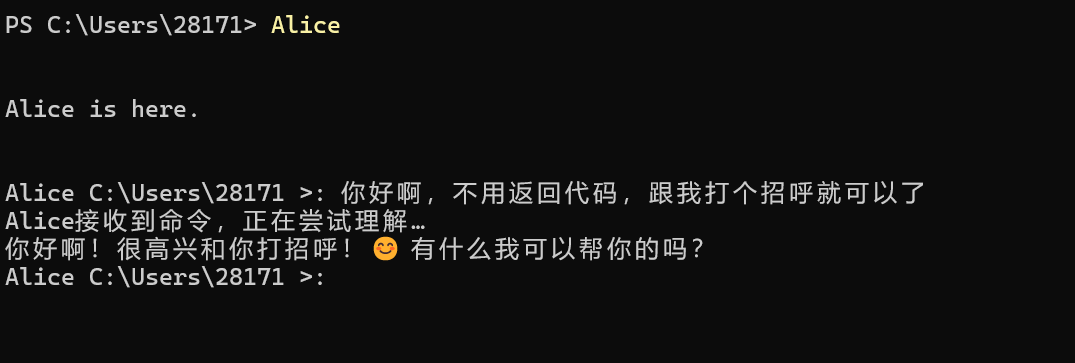 PS C:\Users\28171> Alice
Alice is here.
Alice C:\Users\28171 >: 你好啊，不用返回代码，跟我打个招呼就可以了
Alice接收到命令，正在尝试理解…
你好啊！很高兴和你打招呼！😊 有什么我可以帮你的吗？
Alice C:\Users\28171 >: